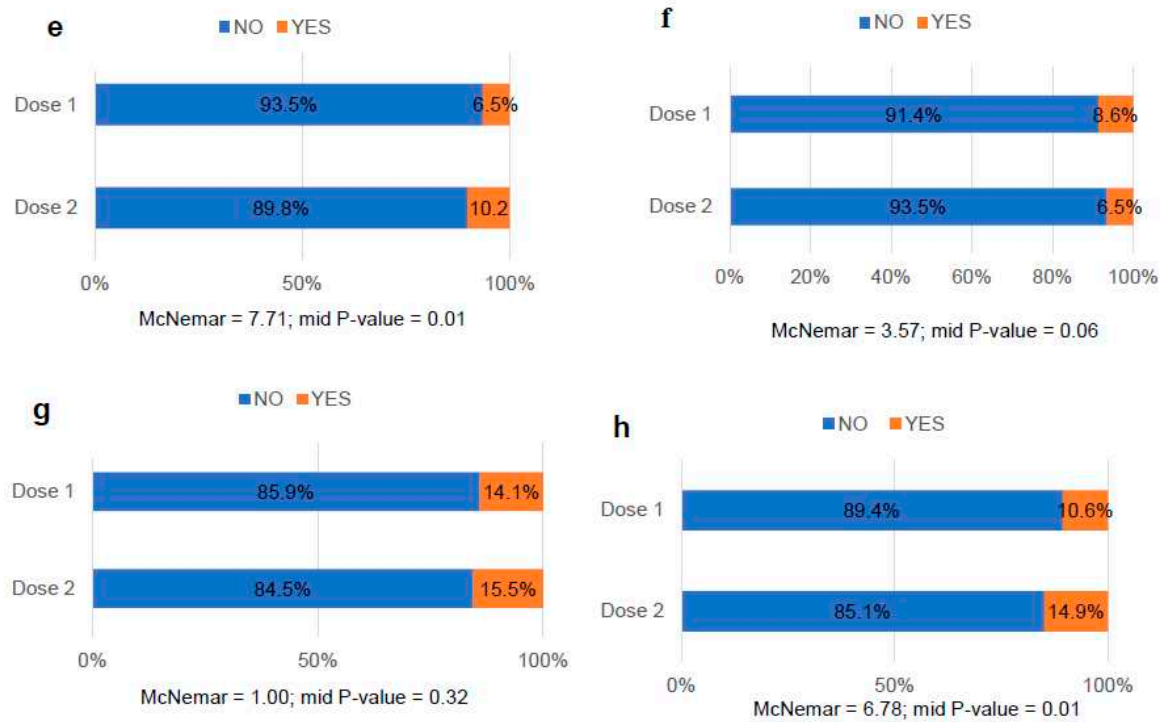 e
NO YES
Dose 1 93.5% 6.5%
Dose 2 89.8% 10.2
0% 50% 100%
McNemar = 7.71; mid P-value = 0.01
f
NO YES
Dose 1 91.4% 8.6%
Dose 2 93.5% 6.5%
0% 20% 40% 60% 80% 100%
McNemar = 3.57; mid P-value = 0.06
g
NO YES
Dose 1 85.9% 14.1%
Dose 2 84.5% 15.5%
0% 50% 100%
McNemar = 1.00; mid P-value = 0.32
h
NO YES
Dose 1 89.4% 10.6%
Dose 2 85.1% 14.9%
0% 50% 100%
McNemar = 6.78; mid P-value = 0.01